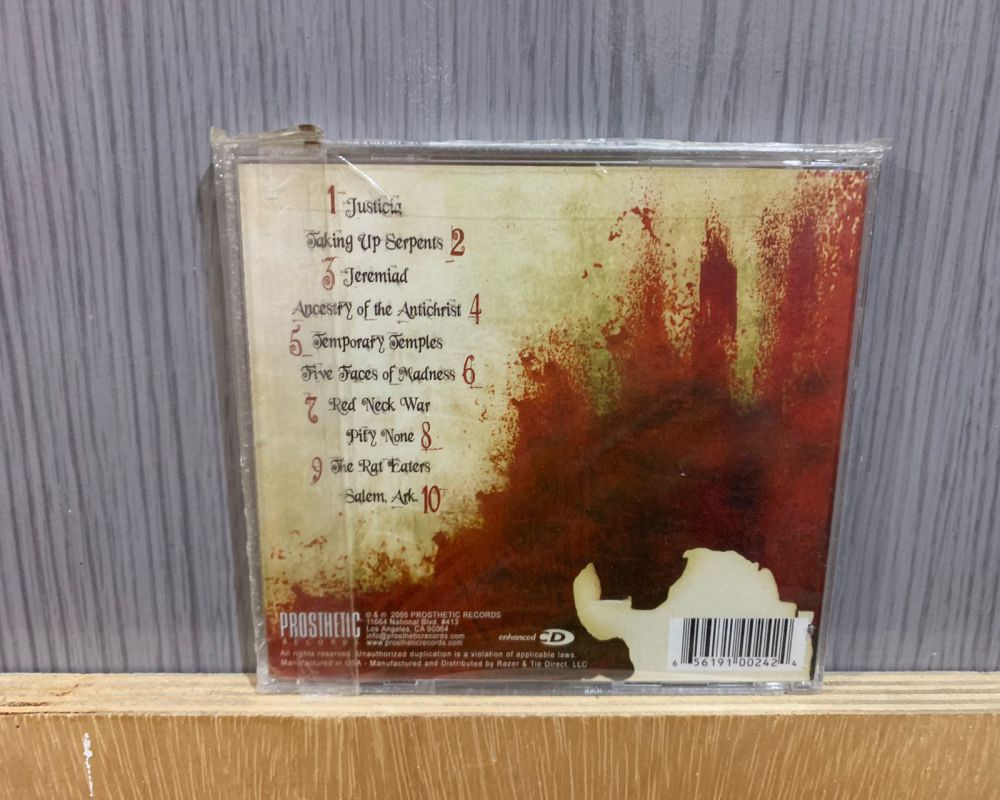 1 Justicia
Taking Up Serpents 2
3 Jeremiad
Ancestry of the Antichrist 4
5 Temporary Temples
Five Faces of Madness 6
7 Red Neck War
Pity None 8
9 The Rat Eaters
Salem, Ark. 10
PROSTHETIC
RECORDS
© & ℗ 2005 PROSTHETIC RECORDS
11664 National Blvd. #413
Los Angeles, CA 90064
info@prostheticrecords.com
www.prostheticrecords.com
enhanced CD
All rights reserved. Unauthorized duplication is a violation of applicable laws.
Manufactured in USA - Manufactured and Distributed by Razor & Tie Direct, LLC
6 56191 00242 4